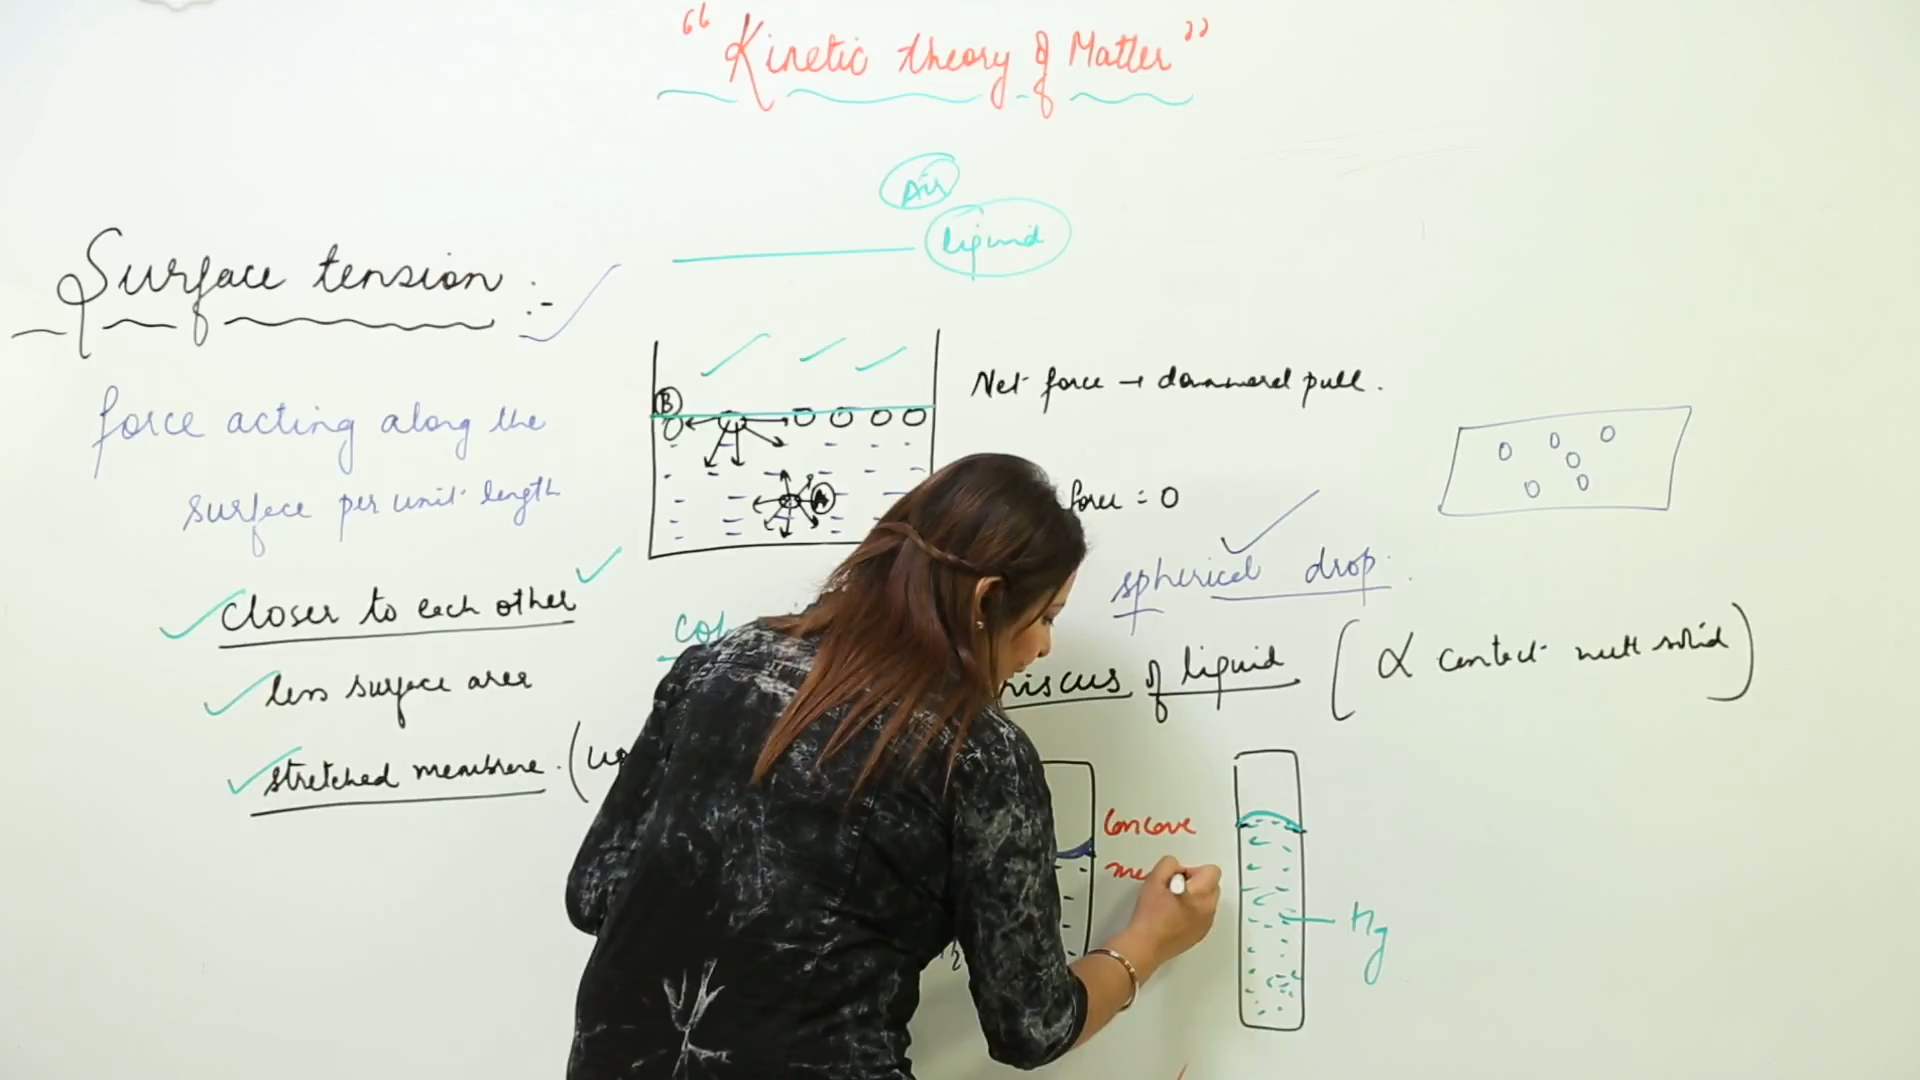 "Kinetic theory of Matter"
Air
liquid
Surface tension :-
force acting along the
surface per unit length
B
A
Net force → downward pull.
force = 0
closer to each other
less surface area
stretched membrane. (
spherical drop.
niscus of liquid ( α contact with solid )
Concave
me
Hg